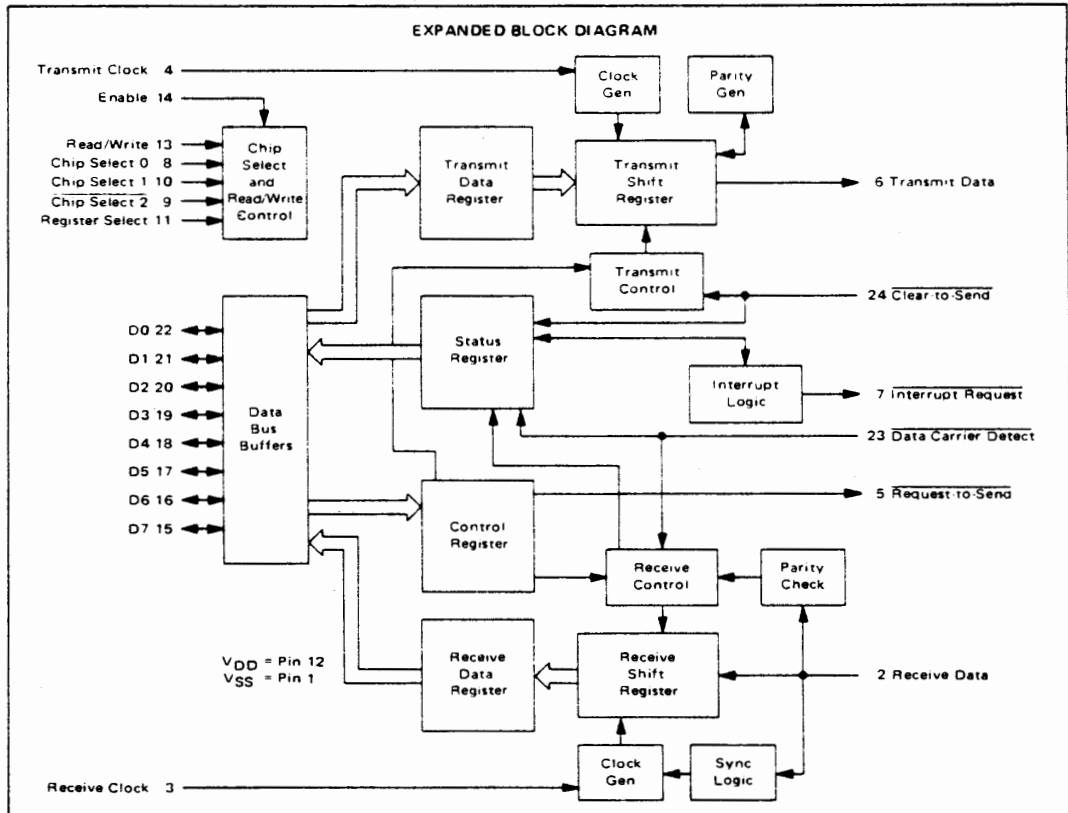 EXPANDED BLOCK DIAGRAM
Transmit Clock 4
Enable 14
Read/Write 13
Chip Select 0 8
Chip Select 1 10
Chip Select 2 9
Register Select 11
Chip
Select
and
Read/Write
Control
Clock
Gen
Parity
Gen
Transmit
Data
Register
Transmit
Shift
Register
6 Transmit Data
Transmit
Control
24 Clear-to-Send
D0 22
D1 21
D2 20
D3 19
D4 18
D5 17
D6 16
D7 15
Data
Bus
Buffers
Status
Register
Interrupt
Logic
7 Interrupt Request
23 Data Carrier Detect
5 Request-to-Send
Control
Register
Receive
Control
Parity
Check
VDD = Pin 12
VSS = Pin 1
Receive
Data
Register
Receive
Shift
Register
2 Receive Data
Receive Clock 3
Clock
Gen
Sync
Logic